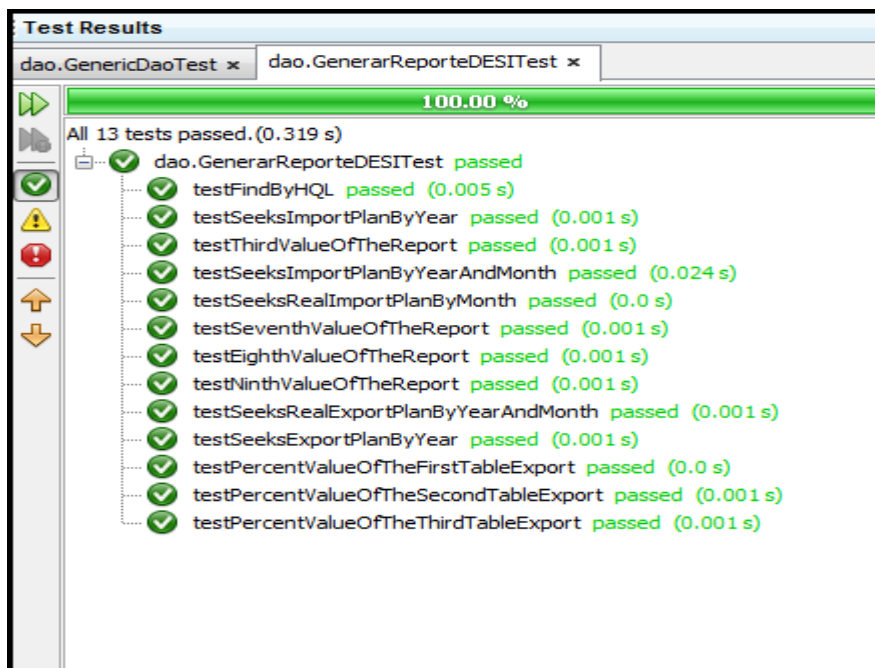 Test Results
dao.GenericDaoTest × dao.GenerarReporteDESITest ×
100.00 %
All 13 tests passed.(0.319 s)
dao.GenerarReporteDESITest passed
testFindByHQL passed (0.005 s)
testSeeksImportPlanByYear passed (0.001 s)
testThirdValueOfTheReport passed (0.001 s)
testSeeksImportPlanByYearAndMonth passed (0.024 s)
testSeeksRealImportPlanByMonth passed (0.0 s)
testSeventhValueOfTheReport passed (0.001 s)
testEighthValueOfTheReport passed (0.001 s)
testNinthValueOfTheReport passed (0.001 s)
testSeeksRealExportPlanByYearAndMonth passed (0.001 s)
testSeeksExportPlanByYear passed (0.001 s)
testPercentValueOfTheFirstTableExport passed (0.0 s)
testPercentValueOfTheSecondTableExport passed (0.001 s)
testPercentValueOfTheThirdTableExport passed (0.001 s)